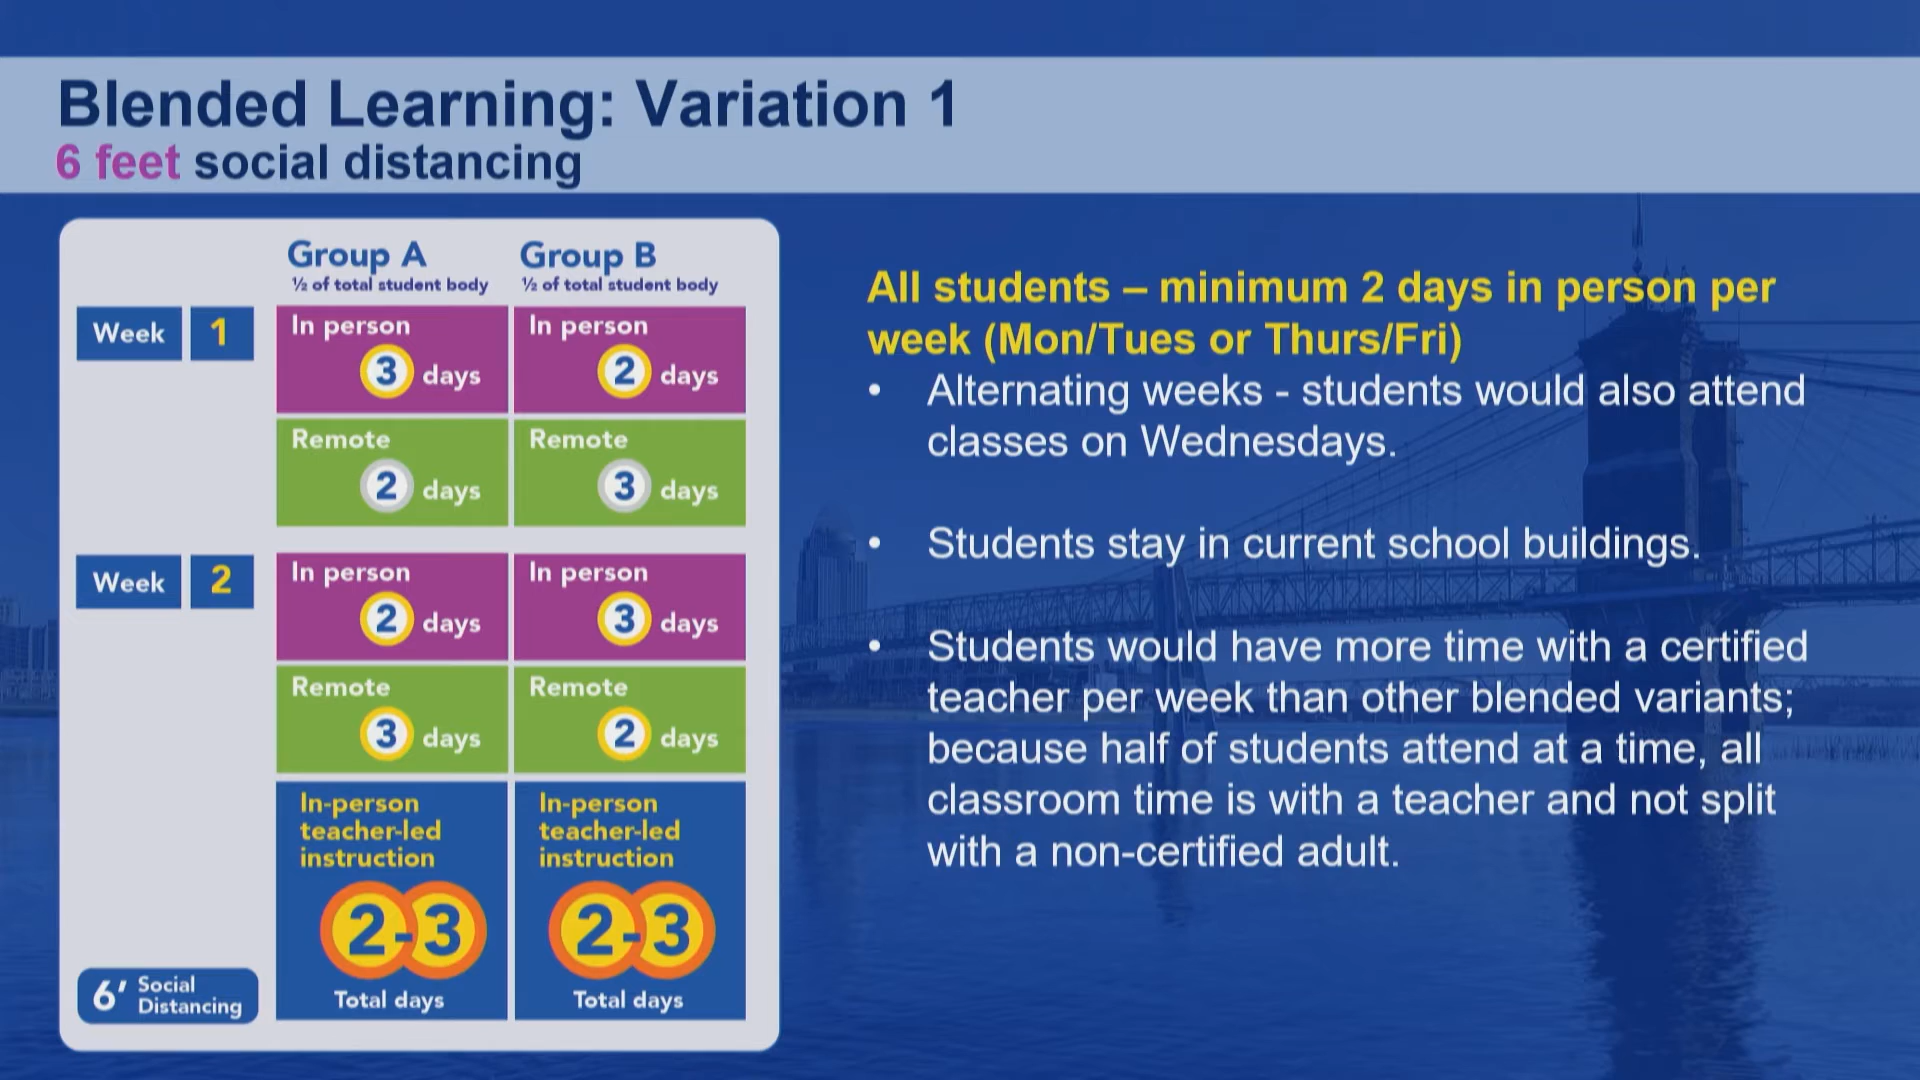 Blended Learning: Variation 1
6 feet social distancing
Group A
½ of total student body
Group B
½ of total student body
Week 1
In person
3 days
In person
2 days
Remote
2 days
Remote
3 days
Week 2
In person
2 days
In person
3 days
Remote
3 days
Remote
2 days
In-person
teacher-led
instruction
2-3
Total days
In-person
teacher-led
instruction
2-3
Total days
6' Social
Distancing
All students – minimum 2 days in person per
week (Mon/Tues or Thurs/Fri)
• Alternating weeks - students would also attend
classes on Wednesdays.
• Students stay in current school buildings.
• Students would have more time with a certified
teacher per week than other blended variants;
because half of students attend at a time, all
classroom time is with a teacher and not split
with a non-certified adult.